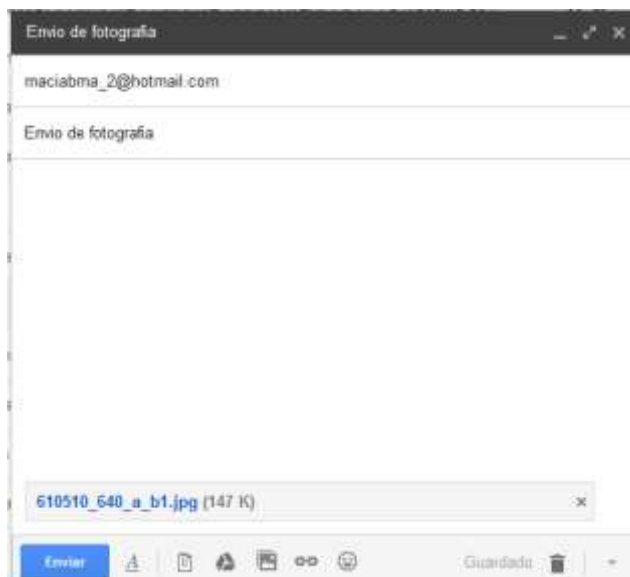 Envio de fotografia
maciabma_2@hotmail.com
Envio de fotografia
610510_640_a_b1.jpg (147 K)
Enviar
Guardado